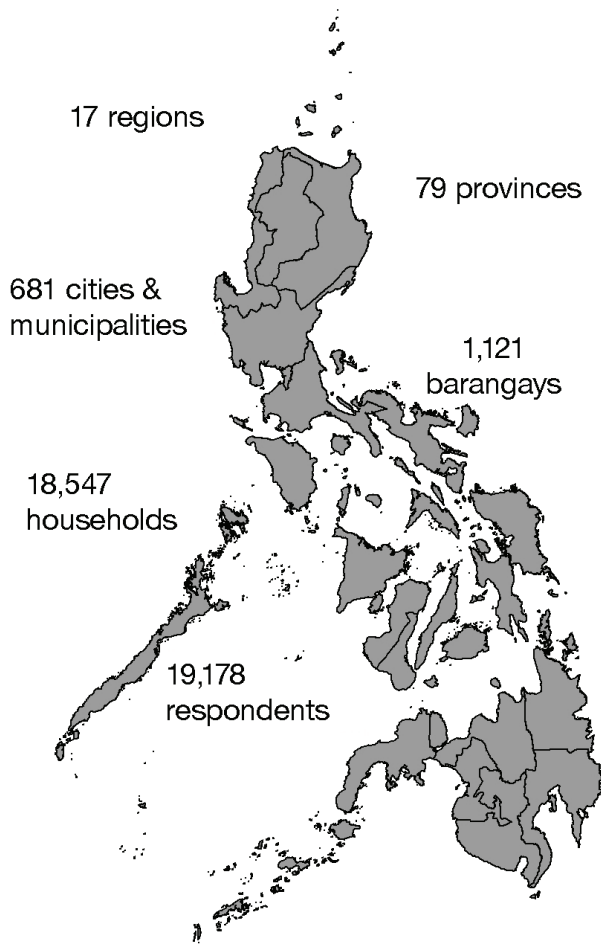 17 regions
79 provinces
681 cities &
municipalities
1,121
barangays
18,547
households
19,178
respondents